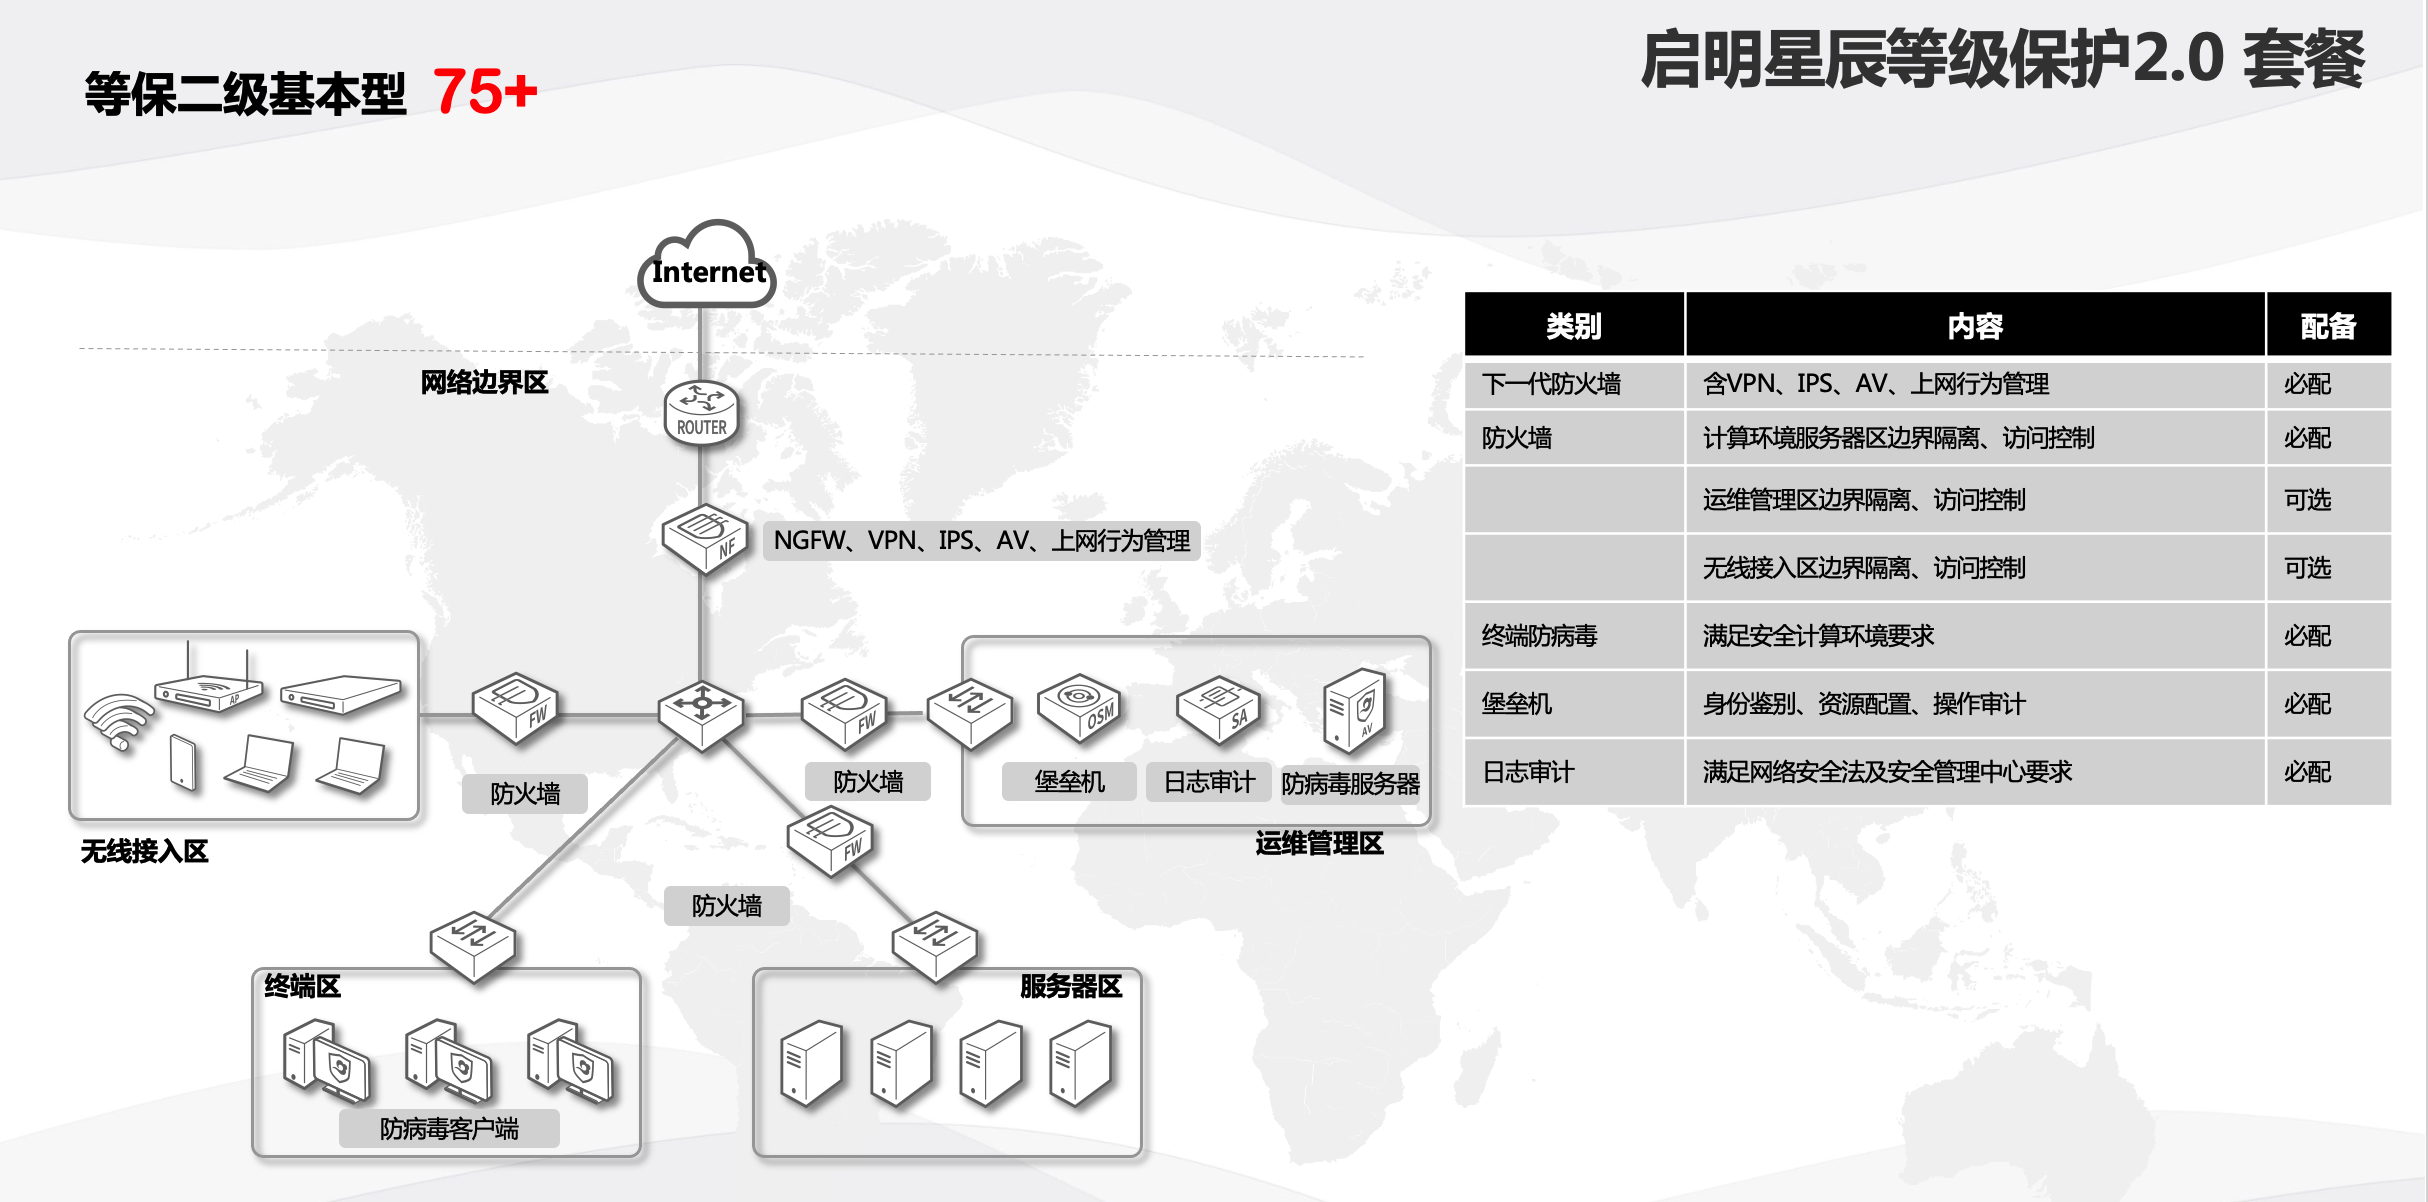 启明星辰等级保护2.0 套餐
等保二级基本型 75+
Internet
网络边界区
ROUTER
NF
NGFW、VPN、IPS、AV、上网行为管理
AP
FW
FW
OSM
SA
AV
防火墙
防火墙
堡垒机
日志审计
防病毒服务器
无线接入区
运维管理区
FW
防火墙
终端区
服务器区
防病毒客户端
类别 内容 配备
下一代防火墙 含VPN、IPS、AV、上网行为管理 必配
防火墙 计算环境服务器区边界隔离、访问控制 必配
运维管理区边界隔离、访问控制 可选
无线接入区边界隔离、访问控制 可选
终端防病毒 满足安全计算环境要求 必配
堡垒机 身份鉴别、资源配置、操作审计 必配
日志审计 满足网络安全法及安全管理中心要求 必配